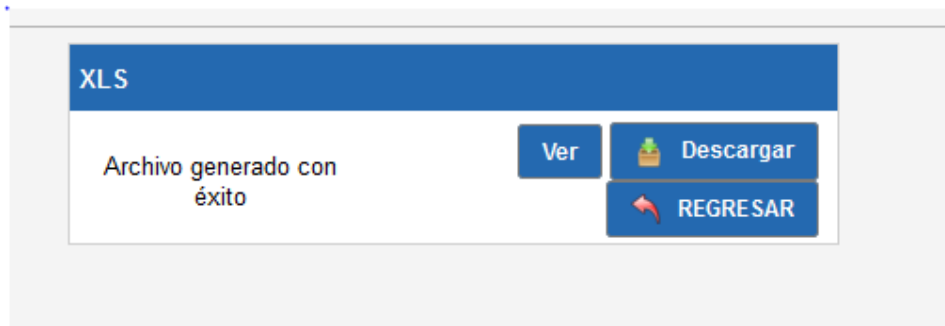 XLS
Archivo generado con
éxito
Ver
Descargar
REGRESAR